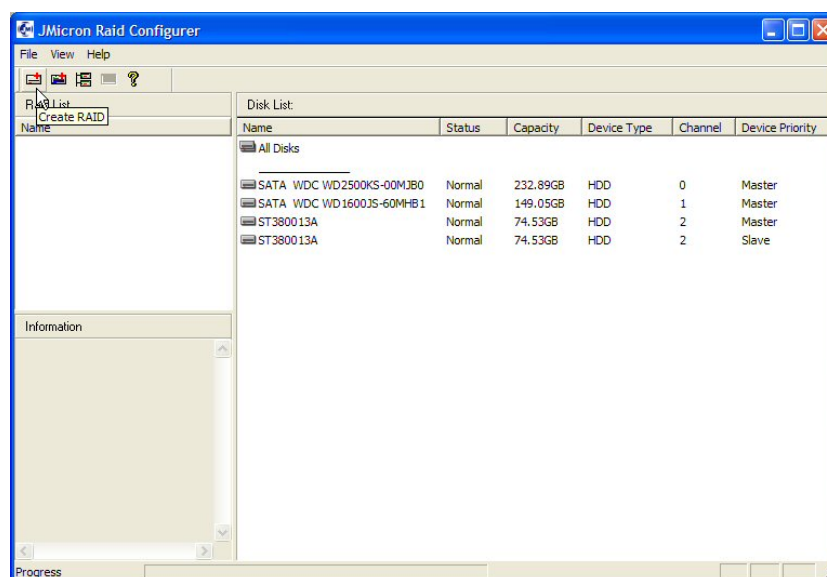 JMicron Raid Configurer
File View Help
RAID List
Create RAID
Name
Disk List:
Name Status Capacity Device Type Channel Device Priority
All Disks
SATA WDC WD2500KS-00MJB0 Normal 232.89GB HDD 0 Master
SATA WDC WD1600JS-60MHB1 Normal 149.05GB HDD 1 Master
ST380013A Normal 74.53GB HDD 2 Master
ST380013A Normal 74.53GB HDD 2 Slave
Information
Progress